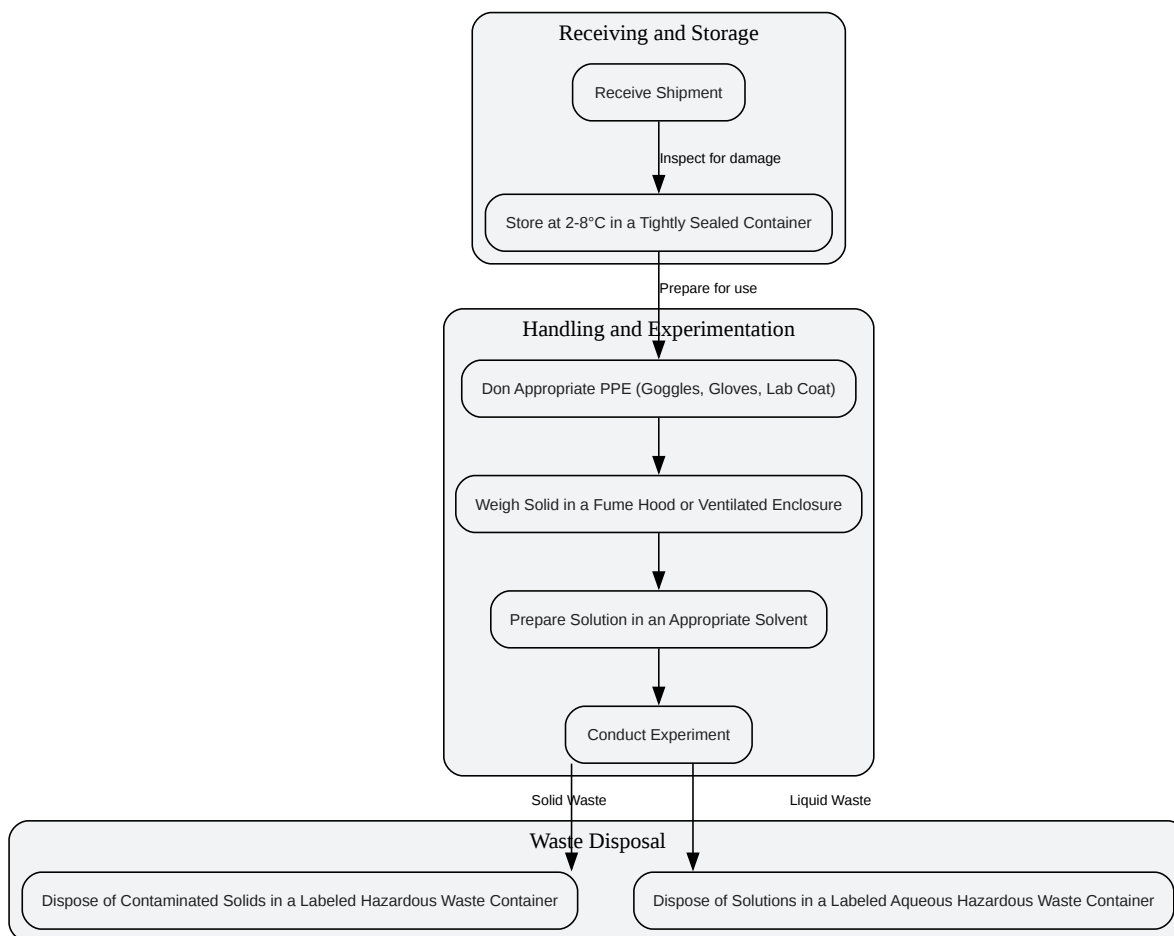 Receiving and Storage
Receive Shipment
Inspect for damage
Store at 2-8°C in a Tightly Sealed Container
Prepare for use
Handling and Experimentation
Don Appropriate PPE (Goggles, Gloves, Lab Coat)
Weigh Solid in a Fume Hood or Ventilated Enclosure
Prepare Solution in an Appropriate Solvent
Conduct Experiment
Solid Waste
Liquid Waste
Waste Disposal
Dispose of Contaminated Solids in a Labeled Hazardous Waste Container
Dispose of Solutions in a Labeled Aqueous Hazardous Waste Container